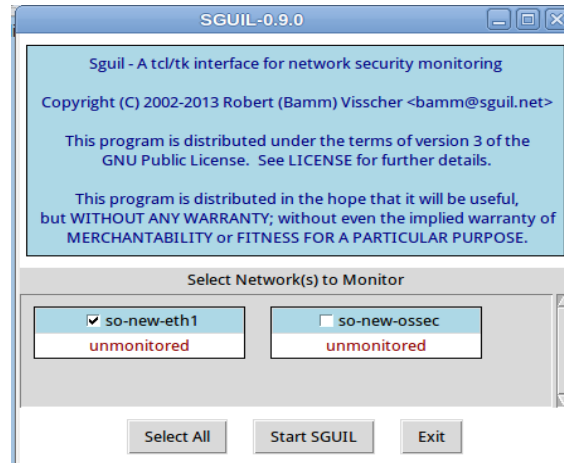 SGUIL-0.9.0
Sguil - A tcl/tk interface for network security monitoring
Copyright (C) 2002-2013 Robert (Bamm) Visscher <bamm@sguil.net>
This program is distributed under the terms of version 3 of the
GNU Public License. See LICENSE for further details.
This program is distributed in the hope that it will be useful,
but WITHOUT ANY WARRANTY; without even the implied warranty of
MERCHANTABILITY or FITNESS FOR A PARTICULAR PURPOSE.
Select Network(s) to Monitor
so-new-eth1 so-new-ossec
unmonitored unmonitored
Select All Start SGUIL Exit